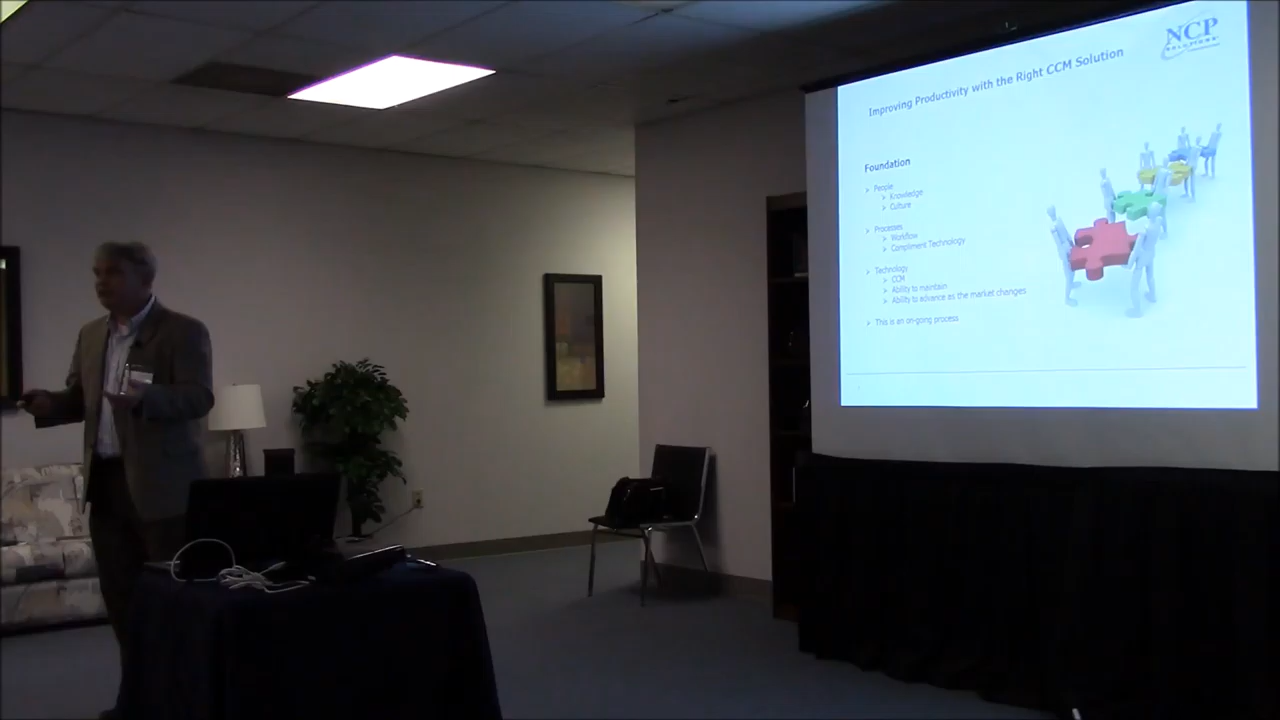 NCP
SOLUTIONS
Improving Productivity with the Right CCM Solution
Foundation
> People
> Knowledge
> Culture
> Processes
> Workflow
> Compliment Technology
> Technology
> CCM
> Ability to maintain
> Ability to advance as the market changes
> This is an on-going process